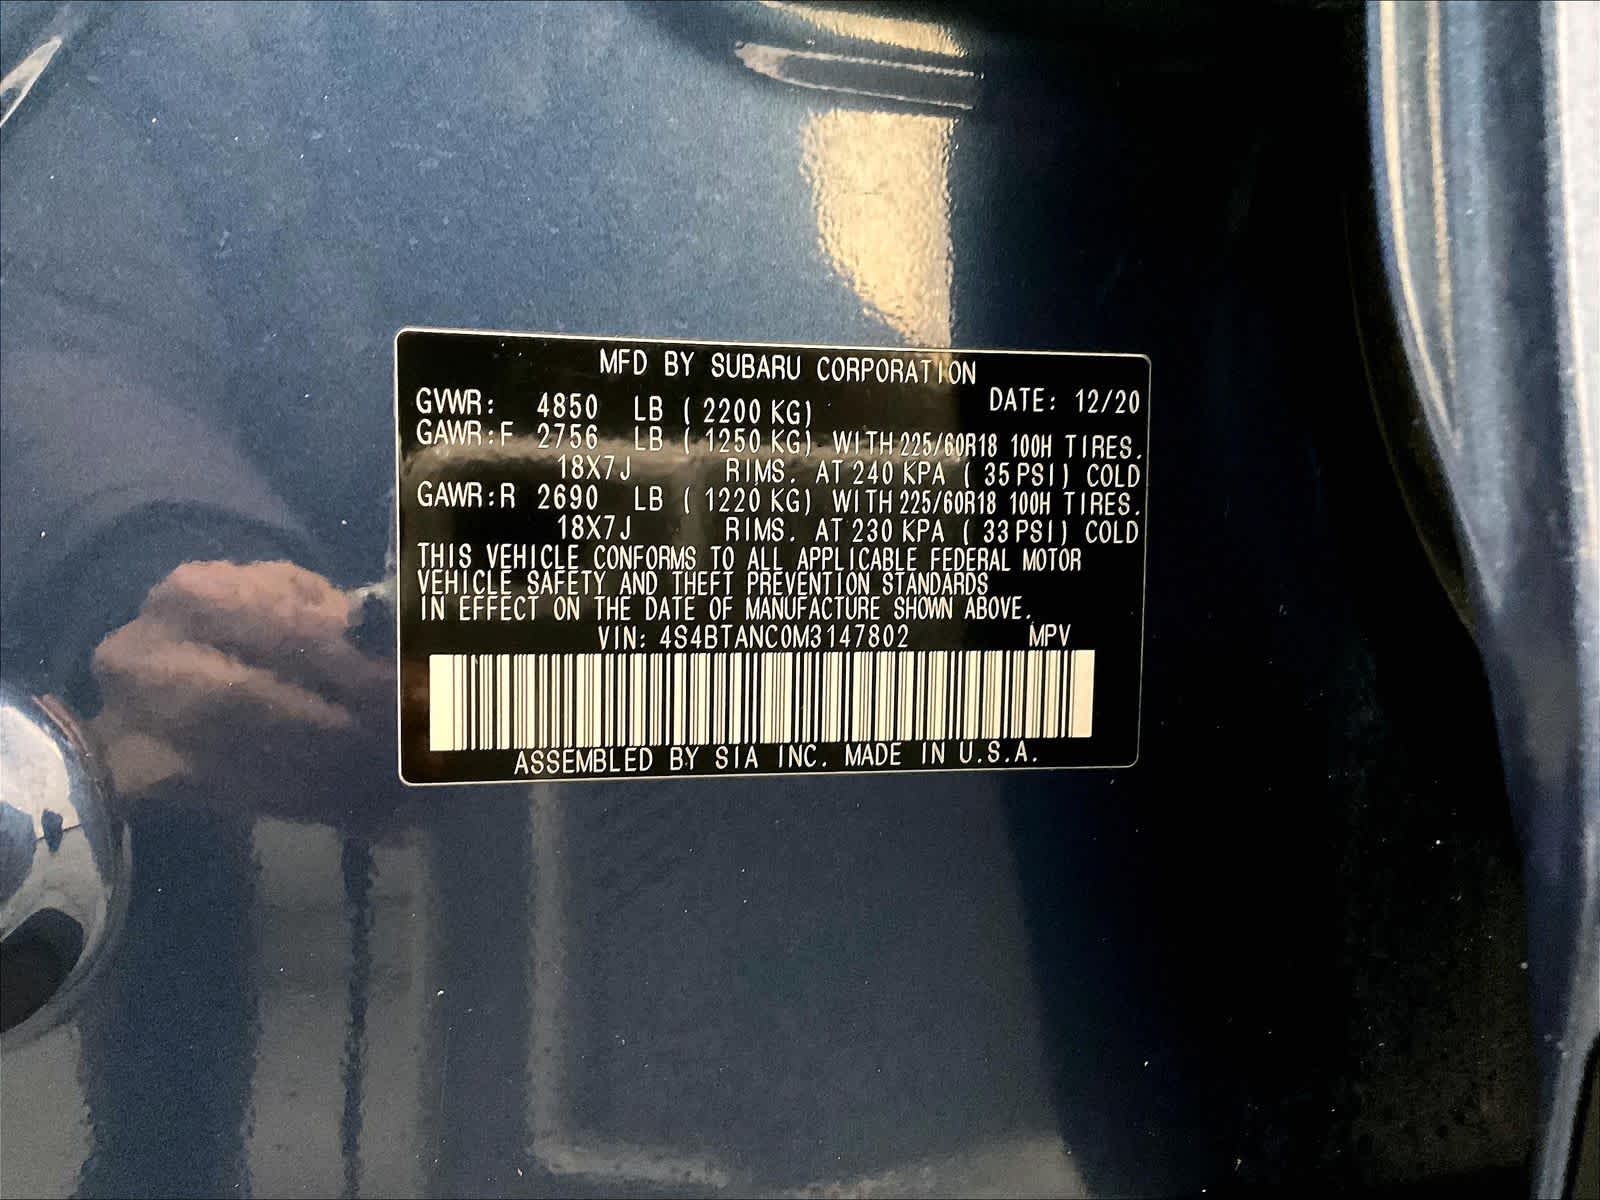 MFD BY SUBARU CORPORATION
GVWR: 4850 LB ( 2200 KG) DATE: 12/20
GAWR:F 2756 LB ( 1250 KG) WITH 225/60R18 100H TIRES.
18X7J RIMS. AT 240 KPA ( 35 PSI) COLD
GAWR:R 2690 LB ( 1220 KG) WITH 225/60R18 100H TIRES.
18X7J RIMS. AT 230 KPA ( 33 PSI) COLD
THIS VEHICLE CONFORMS TO ALL APPLICABLE FEDERAL MOTOR
VEHICLE SAFETY AND THEFT PREVENTION STANDARDS
IN EFFECT ON THE DATE OF MANUFACTURE SHOWN ABOVE.
VIN: 4S4BTANC0M3147802 MPV
ASSEMBLED BY SIA INC. MADE IN U.S.A.